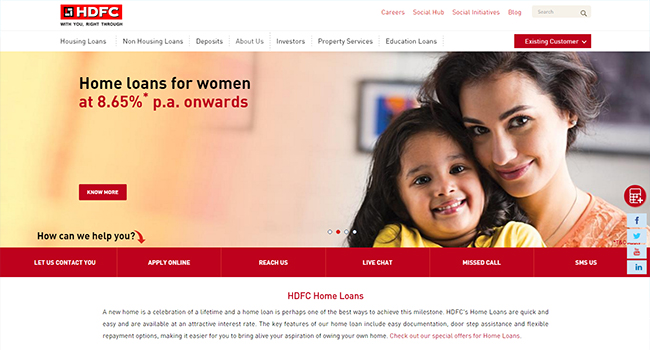 HDFC
WITH YOU, RIGHT THROUGH
Careers Social Hub Social Initiatives Blog Search
Housing Loans Non Housing Loans Deposits About Us Investors Property Services Education Loans Existing Customer
Home loans for women
at 8.65%* p.a. onwards
KNOW MORE
How can we help you?
LET US CONTACT YOU APPLY ONLINE REACH US LIVE CHAT MISSED CALL SMS US
HDFC Home Loans
A new home is a celebration of a lifetime and a home loan is perhaps one of the best ways to achieve this milestone. HDFC's Home Loans are quick and
easy and are available at an attractive interest rate. The key features of our home loan include easy documentation, door step assistance and flexible
repayment options, making it easier for you to bring alive your aspiration of owing your own home. Check out our special offers for Home Loans.